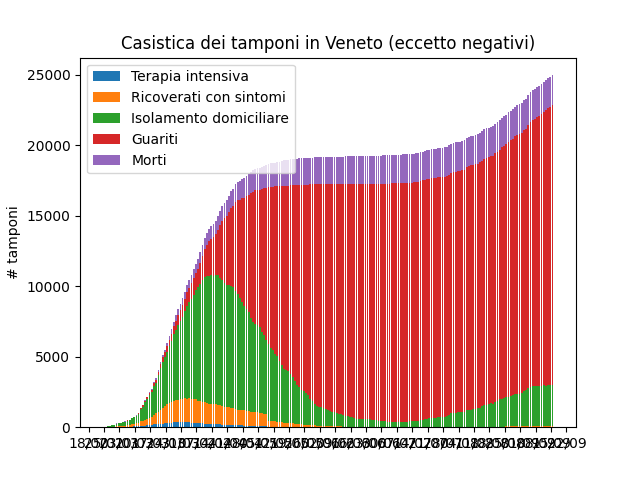 Casistica dei tamponi in Veneto (eccetto negativi)
Terapia intensiva
Ricoverati con sintomi
Isolamento domiciliare
Guariti
Morti
# tamponi
25000
20000
15000
10000
5000
0